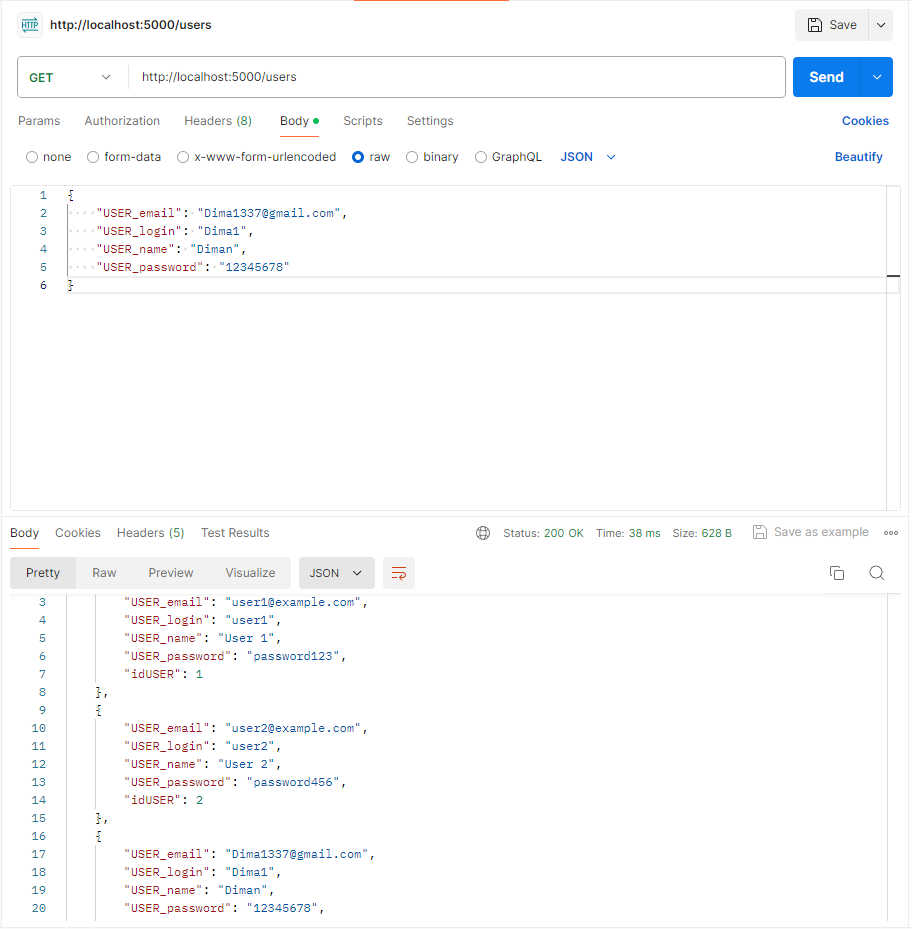 HTTP http://localhost:5000/users Save
GET http://localhost:5000/users Send
Params Authorization Headers (8) Body Scripts Settings Cookies
none form-data x-www-form-urlencoded raw binary GraphQL JSON Beautify
1 {
2 "USER_email": "Dima1337@gmail.com",
3 "USER_login": "Dima1",
4 "USER_name": "Diman",
5 "USER_password": "12345678"
6 }
Body Cookies Headers (5) Test Results Status: 200 OK Time: 38 ms Size: 628 B Save as example
Pretty Raw Preview Visualize JSON
3 "USER_email": "user1@example.com",
4 "USER_login": "user1",
5 "USER_name": "User 1",
6 "USER_password": "password123",
7 "idUSER": 1
8 },
9 {
10 "USER_email": "user2@example.com",
11 "USER_login": "user2",
12 "USER_name": "User 2",
13 "USER_password": "password456",
14 "idUSER": 2
15 },
16 {
17 "USER_email": "Dima1337@gmail.com",
18 "USER_login": "Dima1",
19 "USER_name": "Diman",
20 "USER_password": "12345678",